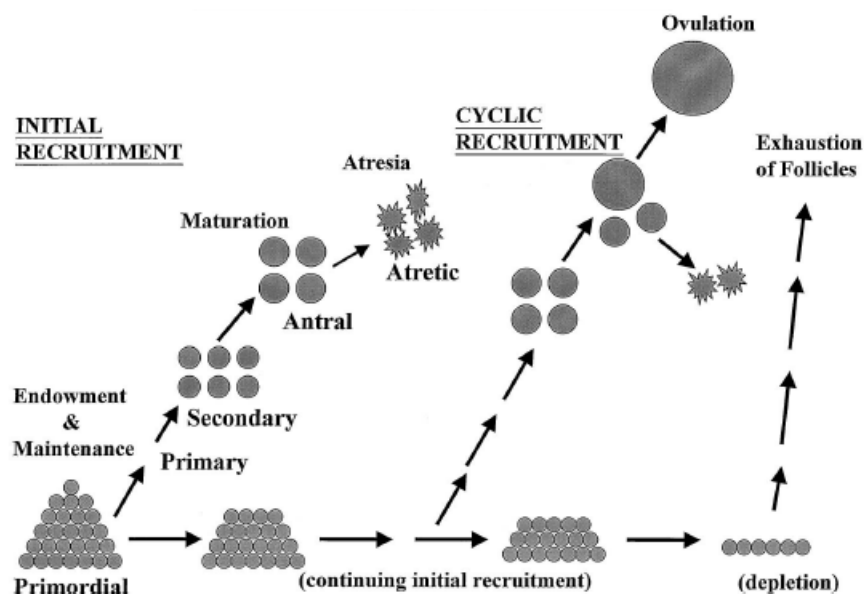 Ovulation
INITIAL
RECRUITMENT
CYCLIC
RECRUITMENT
Exhaustion
of Follicles
Atresia
Maturation
Atretic
Antral
Endowment
&
Maintenance
Secondary
Primary
Primordial
(continuing initial recruitment)
(depletion)